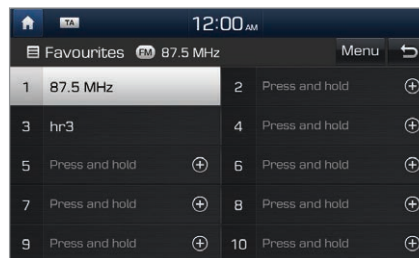 TA 12:00 AM
Favourites FM 87.5 MHz Menu
1 87.5 MHz 2 Press and hold
3 hr3 4 Press and hold
5 Press and hold 6 Press and hold
7 Press and hold 8 Press and hold
9 Press and hold 10 Press and hold